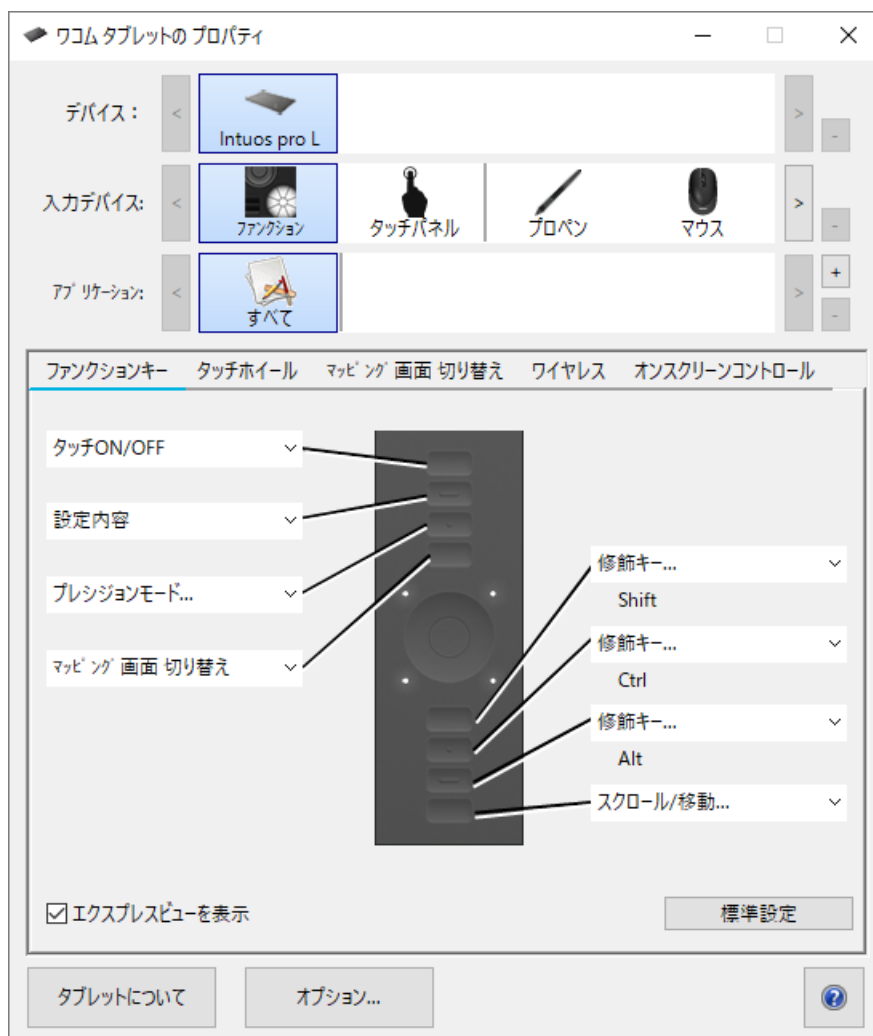 ワコム タブレットの プロパティ
デバイス：
Intuos pro L
入力デバイス:
ファンクション
タッチパネル
プロペン
マウス
アプリケーション:
すべて
ファンクションキー
タッチホイール
マッピング 画面 切り替え
ワイヤレス
オンスクリーンコントロール
タッチON/OFF
設定内容
プレシジョンモード...
マッピング 画面 切り替え
修飾キー...
Shift
修飾キー...
Ctrl
修飾キー...
Alt
スクロール/移動...
エクスプレスビューを表示
標準設定
タブレットについて
オプション...